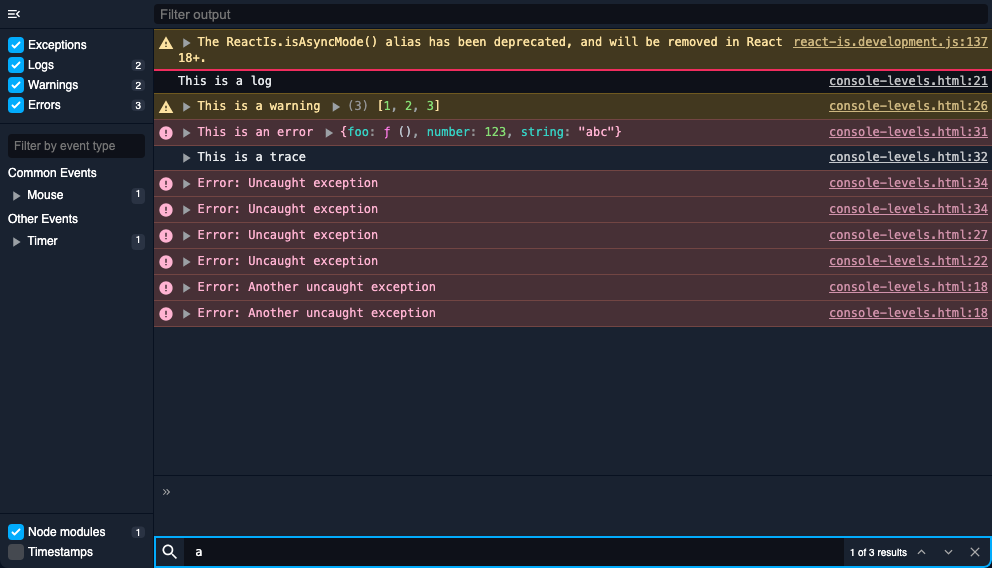 Filter output
Exceptions
Logs 2
Warnings 2
Errors 3
Filter by event type
Common Events
Mouse 1
Other Events
Timer 1
Node modules 1
Timestamps
The ReactIs.isAsyncMode() alias has been deprecated, and will be removed in React react-is.development.js:137
18+.
This is a log console-levels.html:21
This is a warning (3) [1, 2, 3] console-levels.html:26
This is an error {foo: ƒ (), number: 123, string: "abc"} console-levels.html:31
This is a trace console-levels.html:32
Error: Uncaught exception console-levels.html:34
Error: Uncaught exception console-levels.html:34
Error: Uncaught exception console-levels.html:27
Error: Uncaught exception console-levels.html:22
Error: Another uncaught exception console-levels.html:18
Error: Another uncaught exception console-levels.html:18
»
a 1 of 3 results